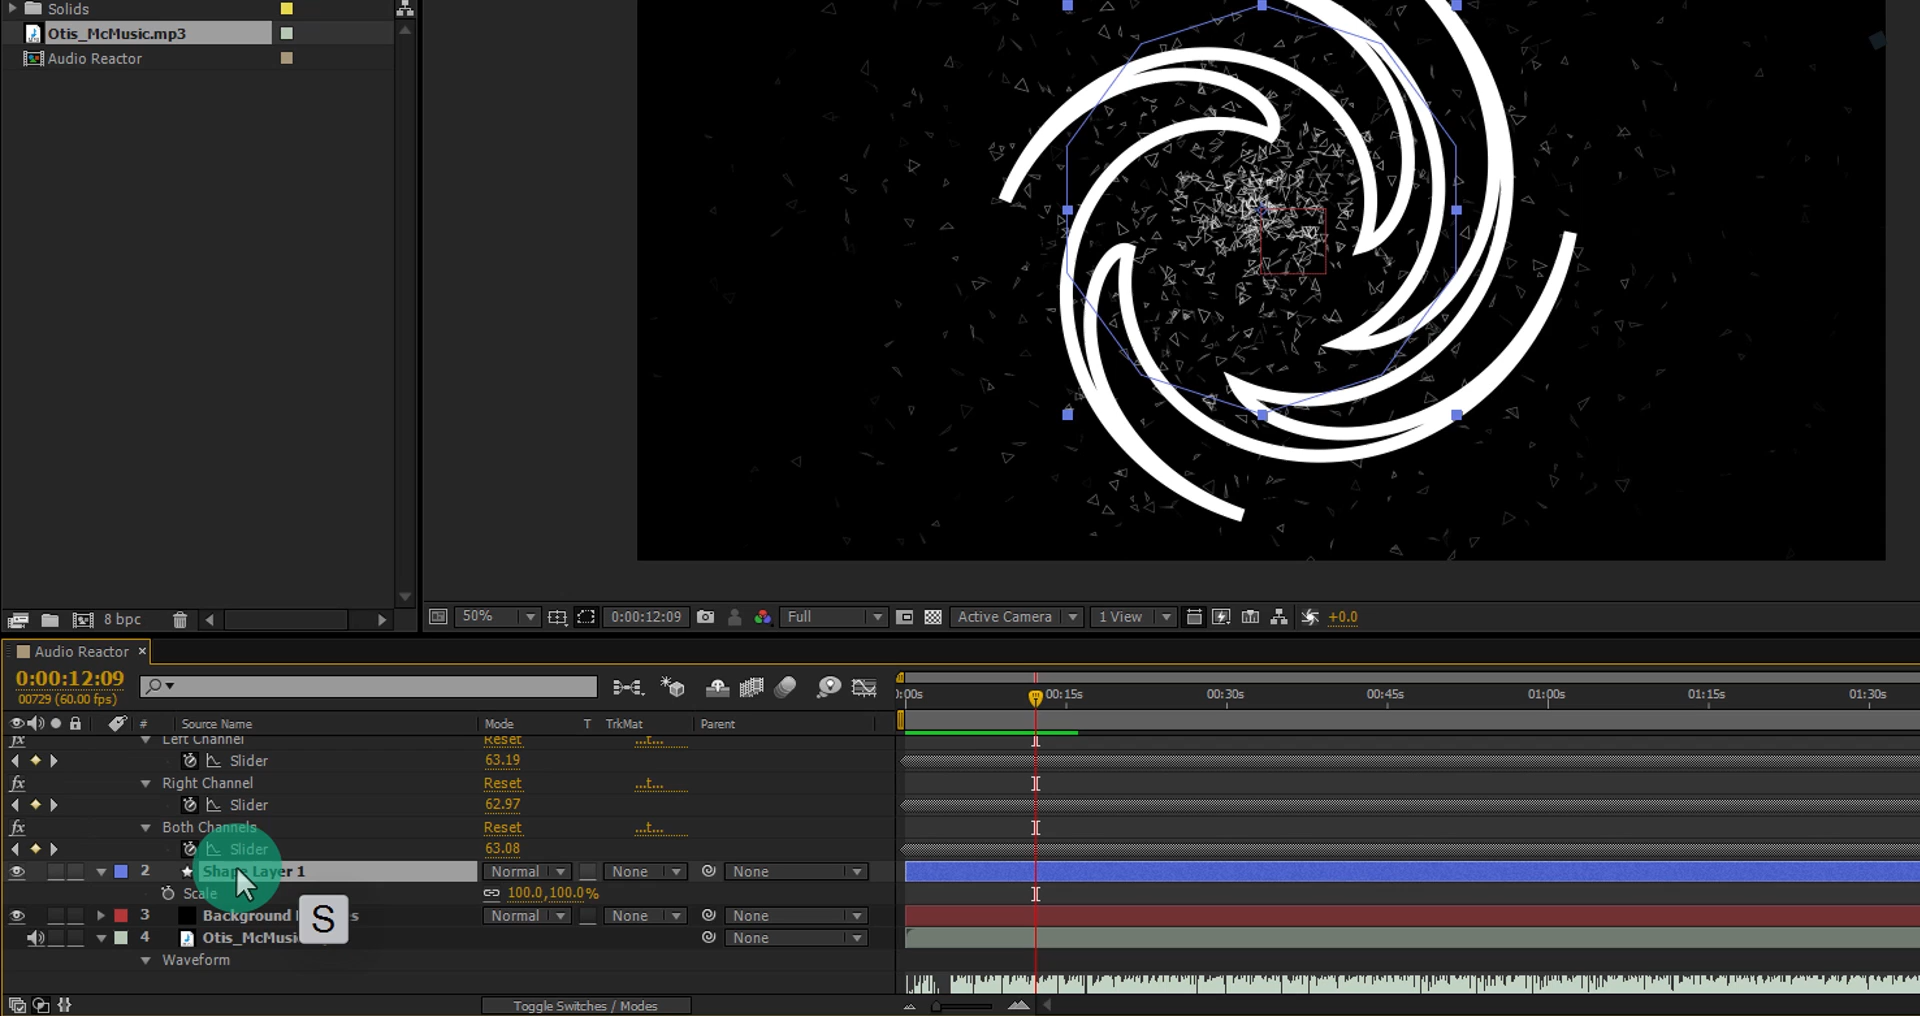 Solids
Otis_McMusic.mp3
Audio Reactor
8 bpc
50%
0:00:12:09
Full
Active Camera
1 View
+0.0
Audio Reactor
0:00:12:09
00729 (60.00 fps)
# Source Name Mode T TrkMat Parent
0:00s 00:15s 00:30s 00:45s 01:00s 01:15s 01:30s
fx Left Channel Reset ...t...
Slider 63.19
fx Right Channel Reset ...t...
Slider 62.97
fx Both Channels Reset ...t...
Slider 63.08
2 Shape Layer 1 Normal None None
Scale 100.0,100.0%
S
3 Background Normal None None
4 Otis_McMusic None
Waveform
Toggle Switches / Modes